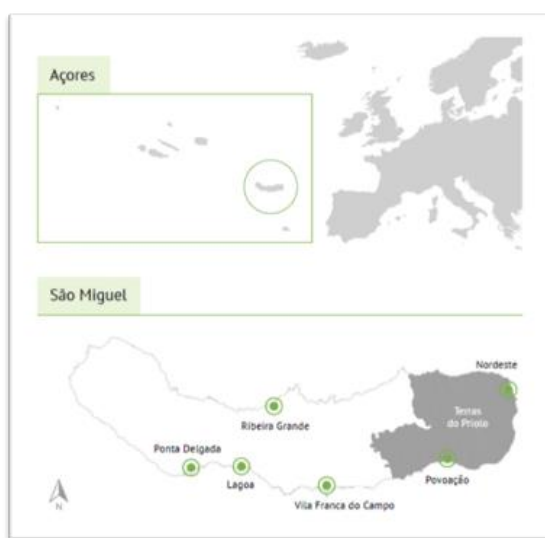 Açores
São Miguel
Nordeste
Terras
do Priolo
Ribeira Grande
Ponta Delgada
Lagoa
Povoação
Vila Franca do Campo
N